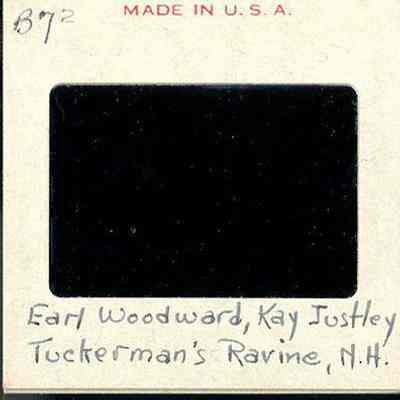 MADE IN U.S.A.
B72
Earl Woodward, Kay Justley
Tuckerman's Ravine, N.H.